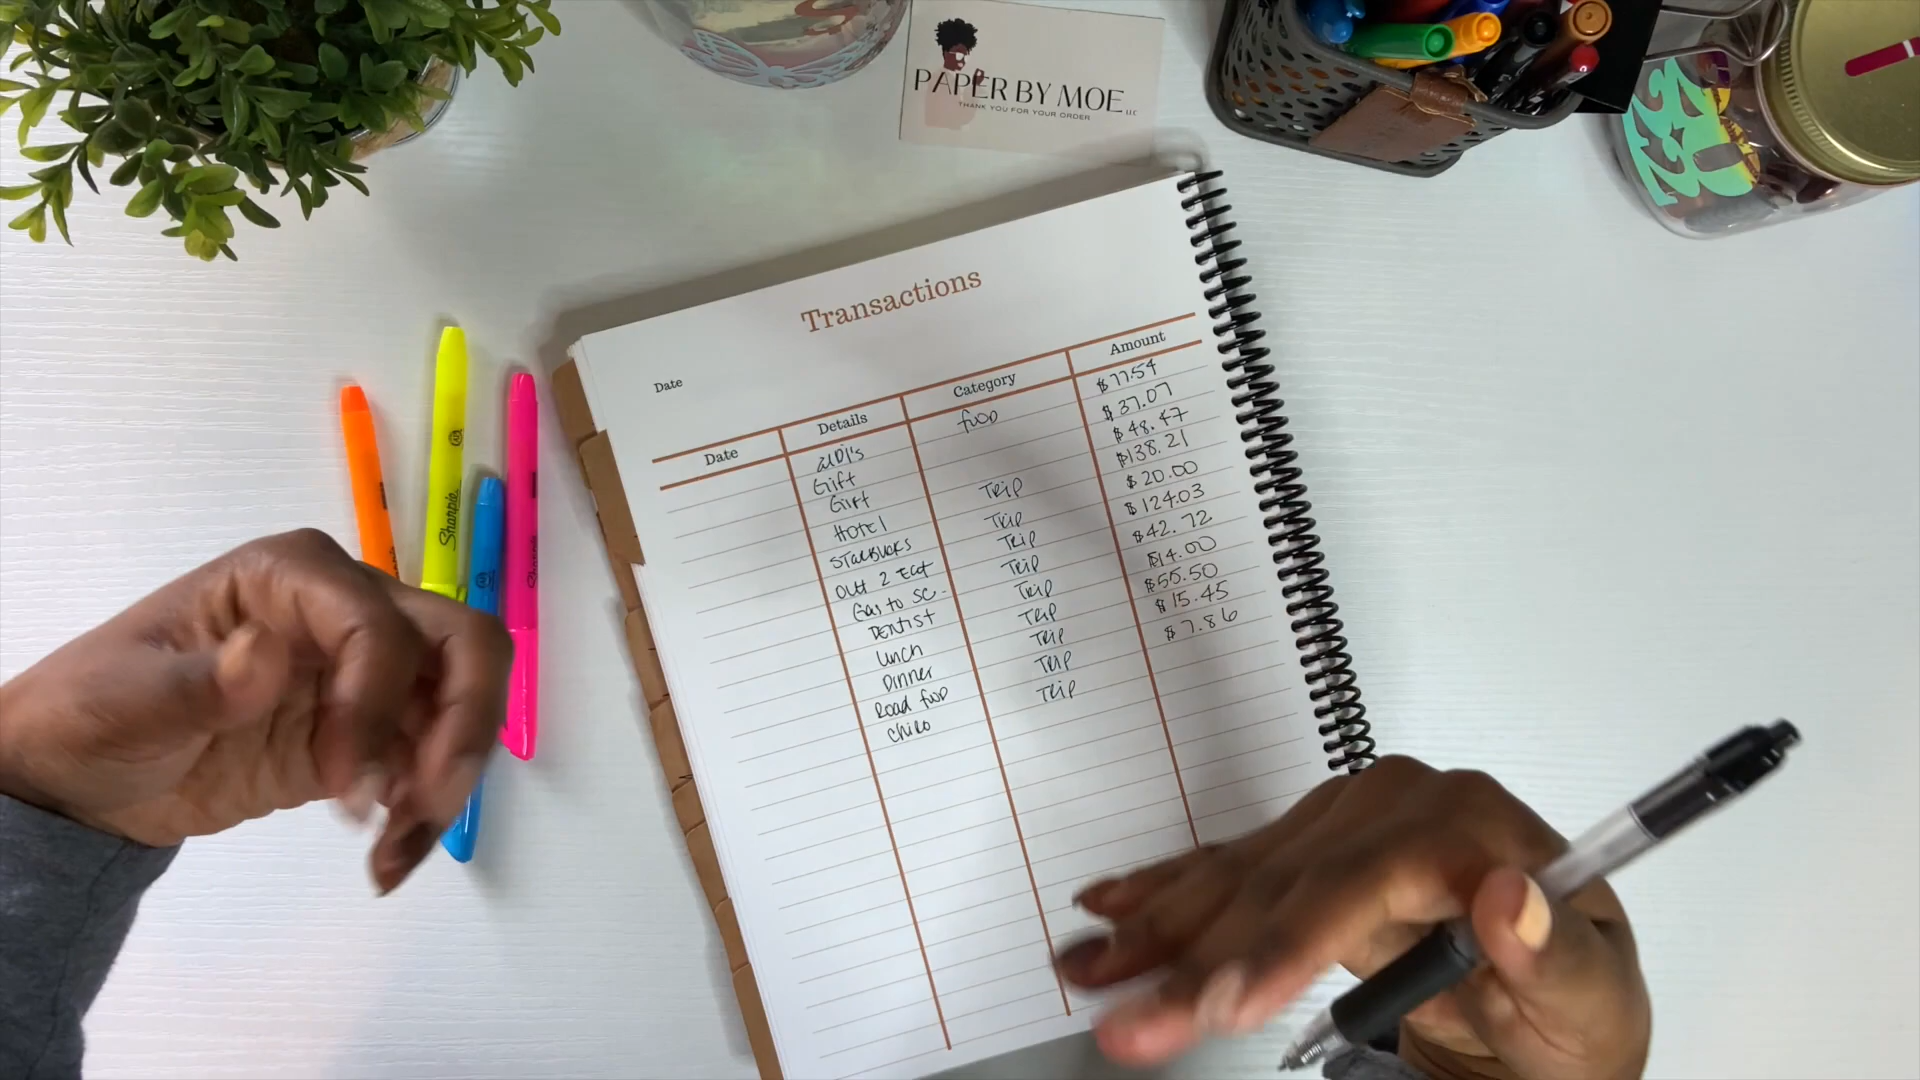 PAPER BY MOE LLC
THANK YOU FOR YOUR ORDER
Transactions
Date
Date Details Category Amount
aldi's food $77.54
Gift $37.07
Gift $48.47
Hotel Trip $138.21
Starbucks Trip $20.00
Out 2 Eat Trip $124.03
Gas to SC - Trip $42.72
Dentist Trip $14.00
Lunch Trip $55.50
Dinner Trip $15.45
Road food Trip $7.86
Chiro Trip
Sharpie